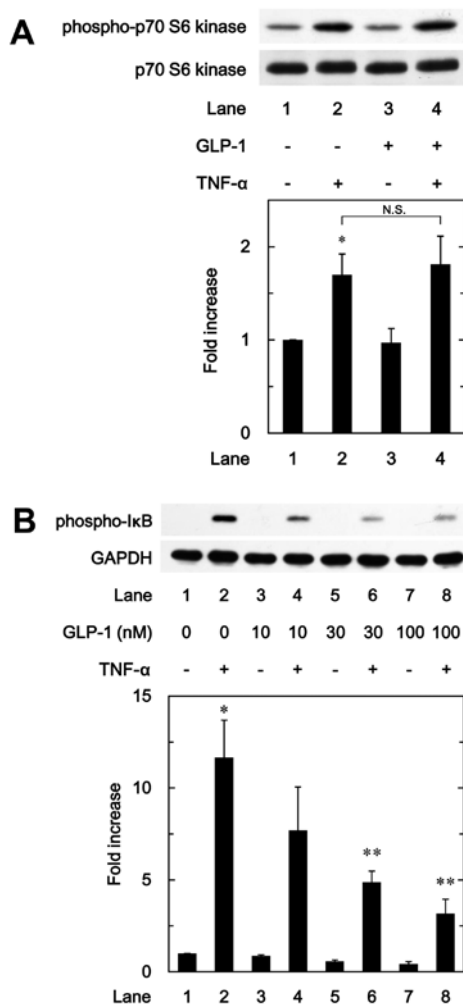 A
phospho-p70 S6 kinase
p70 S6 kinase
Lane 1 2 3 4
GLP-1 - - + +
TNF-α - + - +
N.S.
*
2
1
0
Fold increase
Lane 1 2 3 4
B
phospho-IκB
GAPDH
Lane 1 2 3 4 5 6 7 8
GLP-1 (nM) 0 0 10 10 30 30 100 100
TNF-α - + - + - + - +
15
*
10
5
**
**
0
Fold increase
Lane 1 2 3 4 5 6 7 8